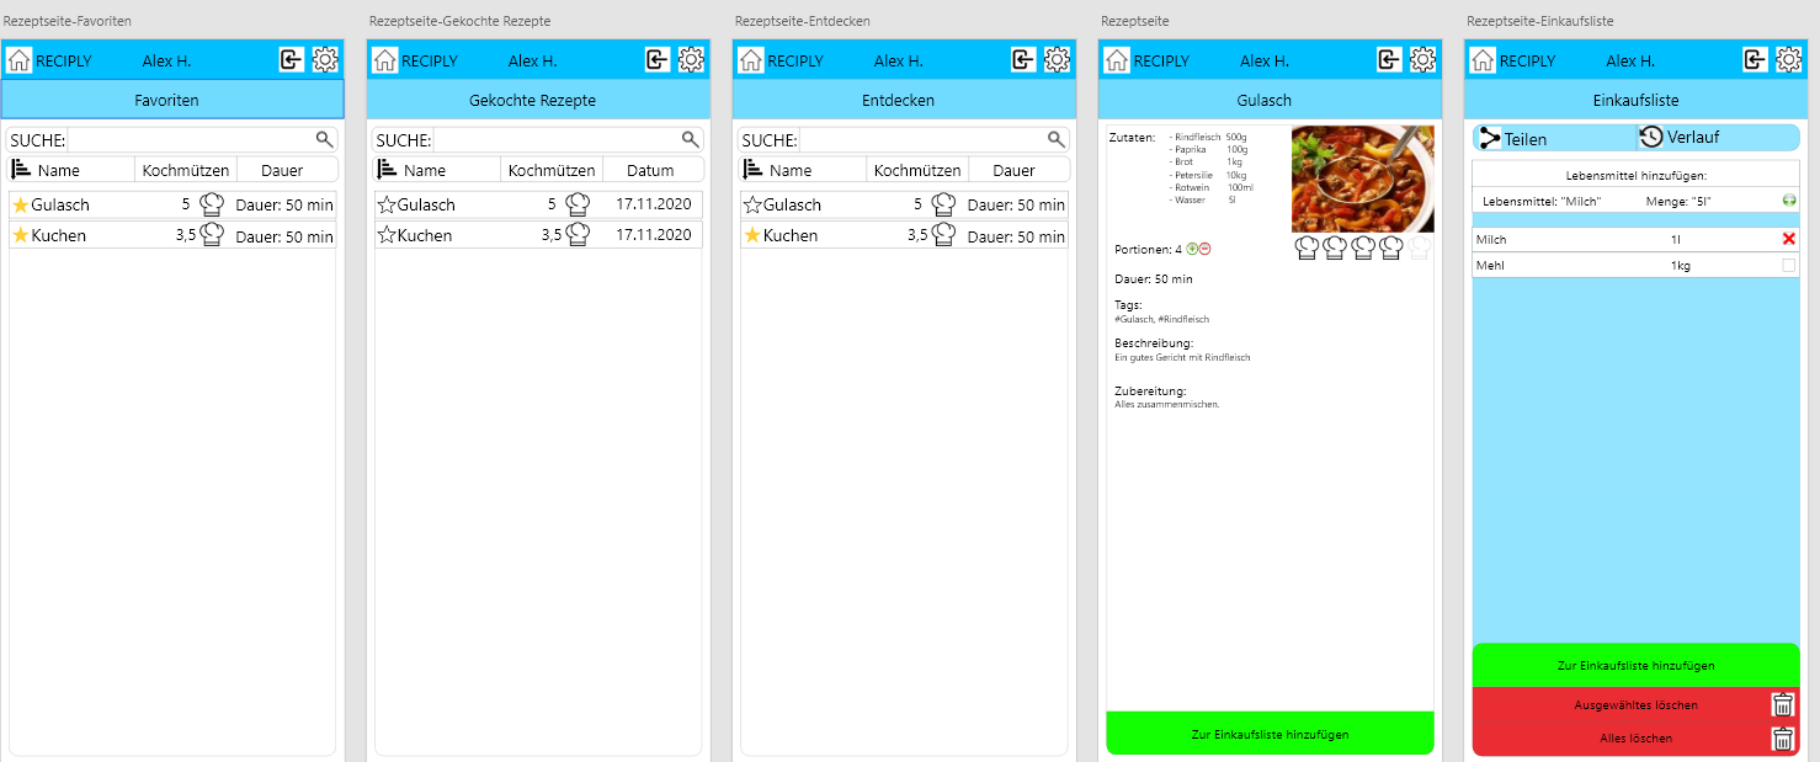 Rezeptseite-Favoriten
RECIPLY Alex H.
Favoriten
SUCHE:
Name Kochmützen Dauer
Gulasch 5 Dauer: 50 min
Kuchen 3,5 Dauer: 50 min
Rezeptseite-Gekochte Rezepte
RECIPLY Alex H.
Gekochte Rezepte
SUCHE:
Name Kochmützen Datum
Gulasch 5 17.11.2020
Kuchen 3,5 17.11.2020
Rezeptseite-Entdecken
RECIPLY Alex H.
Entdecken
SUCHE:
Name Kochmützen Dauer
Gulasch 5 Dauer: 50 min
Kuchen 3,5 Dauer: 50 min
Rezeptseite
RECIPLY Alex H.
Gulasch
Zutaten: - Rindfleisch 500g
- Paprika 100g
- Brot 1kg
- Petersilie 10kg
- Rotwein 100ml
- Wasser 5l
Portionen: 4
Dauer: 50 min
Tags:
#Gulasch, #Rindfleisch
Beschreibung:
Ein gutes Gericht mit Rindfleisch
Zubereitung:
Alles zusammenmischen.
Zur Einkaufsliste hinzufügen
Rezeptseite-Einkaufsliste
RECIPLY Alex H.
Einkaufsliste
Teilen Verlauf
Lebensmittel hinzufügen:
Lebensmittel: "Milch" Menge: "5l"
Milch 1l
Mehl 1kg
Zur Einkaufsliste hinzufügen
Ausgewähltes löschen
Alles löschen